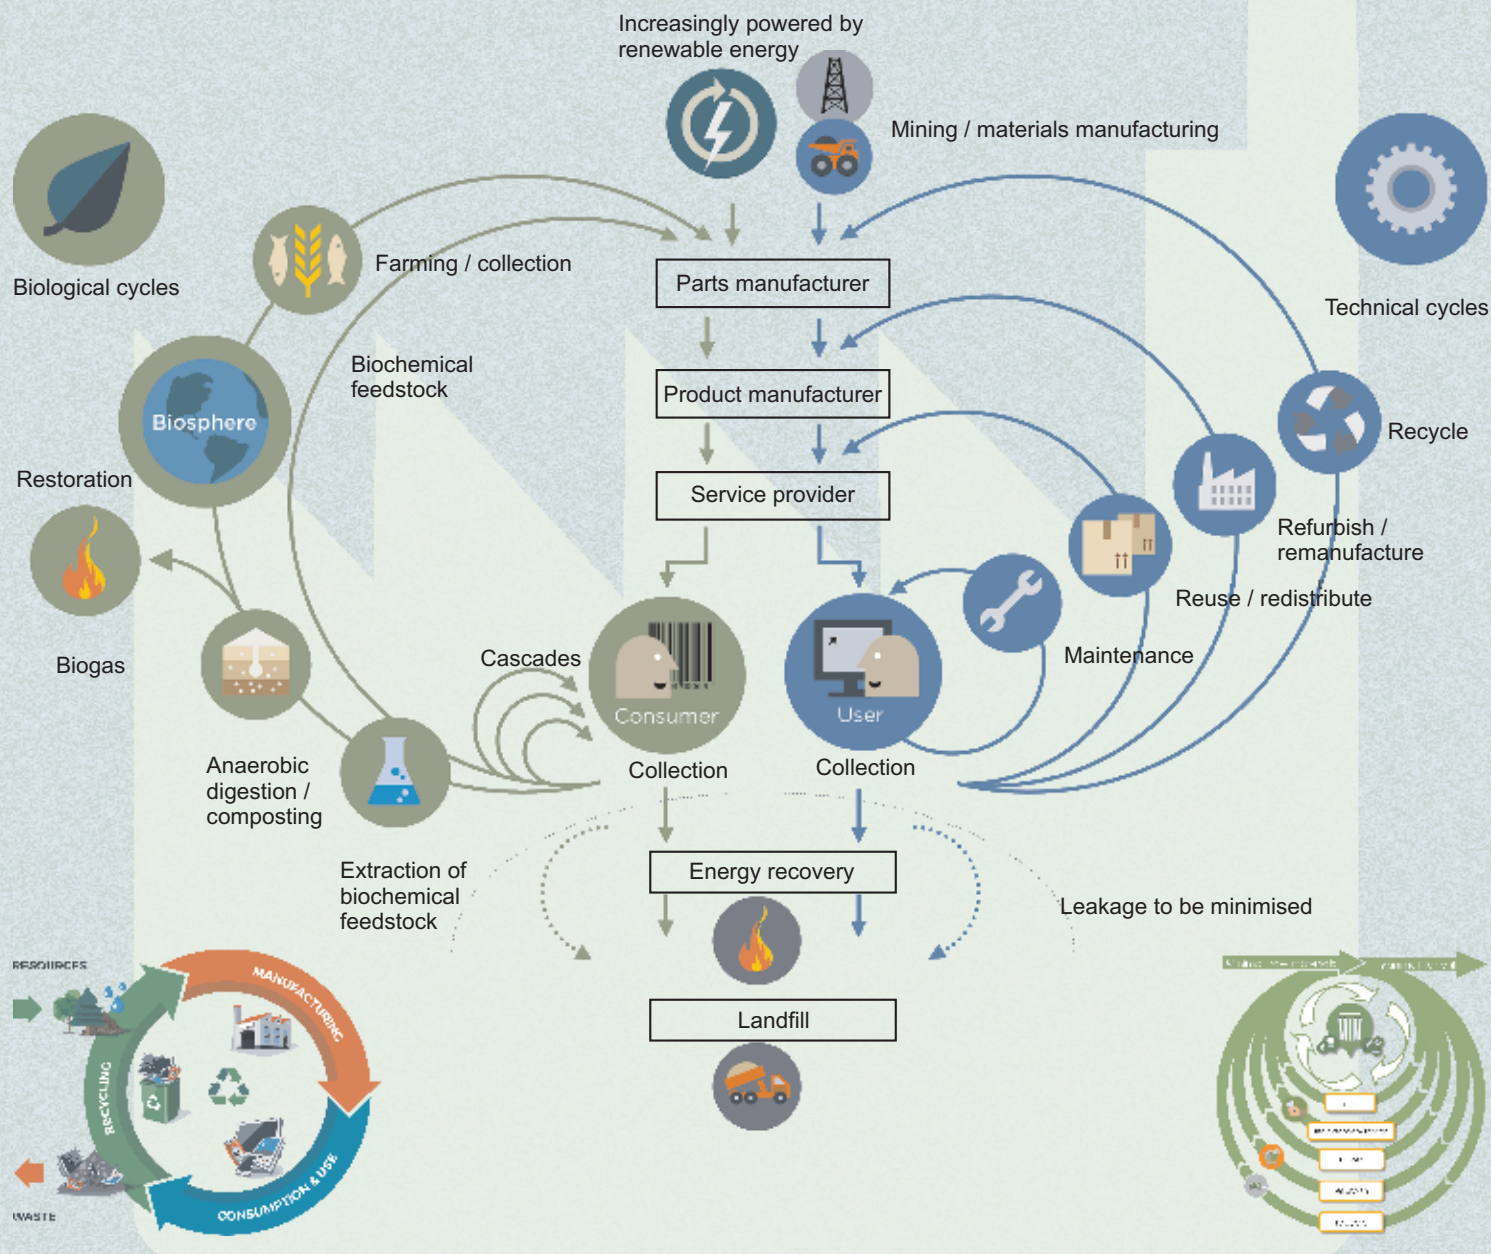 Increasingly powered by
renewable energy
Mining / materials manufacturing
Biological cycles
Farming / collection
Parts manufacturer
Technical cycles
Biochemical
feedstock
Product manufacturer
Biosphere
Recycle
Restoration
Service provider
Refurbish /
remanufacture
Reuse / redistribute
Biogas
Cascades
Maintenance
Consumer
User
Collection
Collection
Anaerobic
digestion /
composting
Energy recovery
Extraction of
biochemical
feedstock
Leakage to be minimised
Landfill
RESOURCES
MANUFACTURING
RECYCLING
CONSUMPTION & USE
WASTE